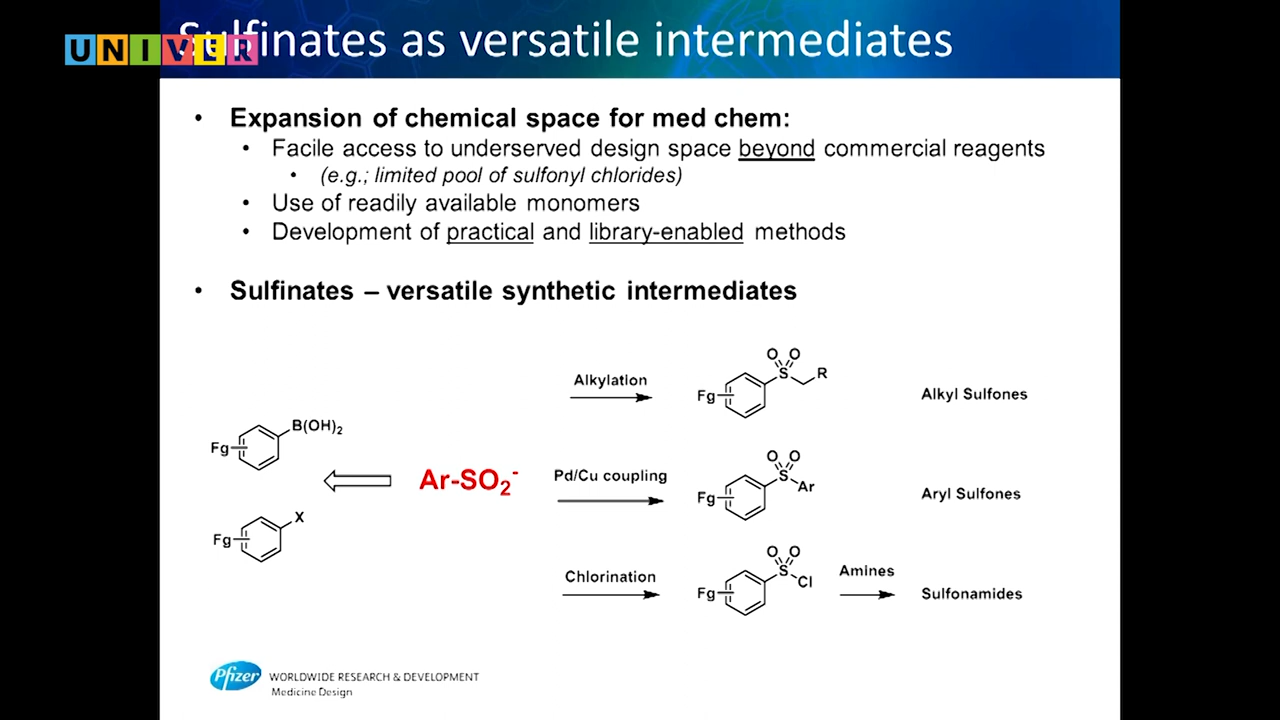 Sulfinates as versatile intermediates
UNIVER
• Expansion of chemical space for med chem:
• Facile access to underserved design space beyond commercial reagents
• (e.g.; limited pool of sulfonyl chlorides)
• Use of readily available monomers
• Development of practical and library-enabled methods
• Sulfinates – versatile synthetic intermediates
O O
S
R
Alkylation
Fg
Alkyl Sulfones
B(OH)2
Fg
O O
S
Ar
Ar-SO2-
Pd/Cu coupling
Fg
Aryl Sulfones
X
Fg
O O
S
Cl
Chlorination
Fg
Amines
Sulfonamides
Pfizer
WORLDWIDE RESEARCH & DEVELOPMENT
Medicine Design